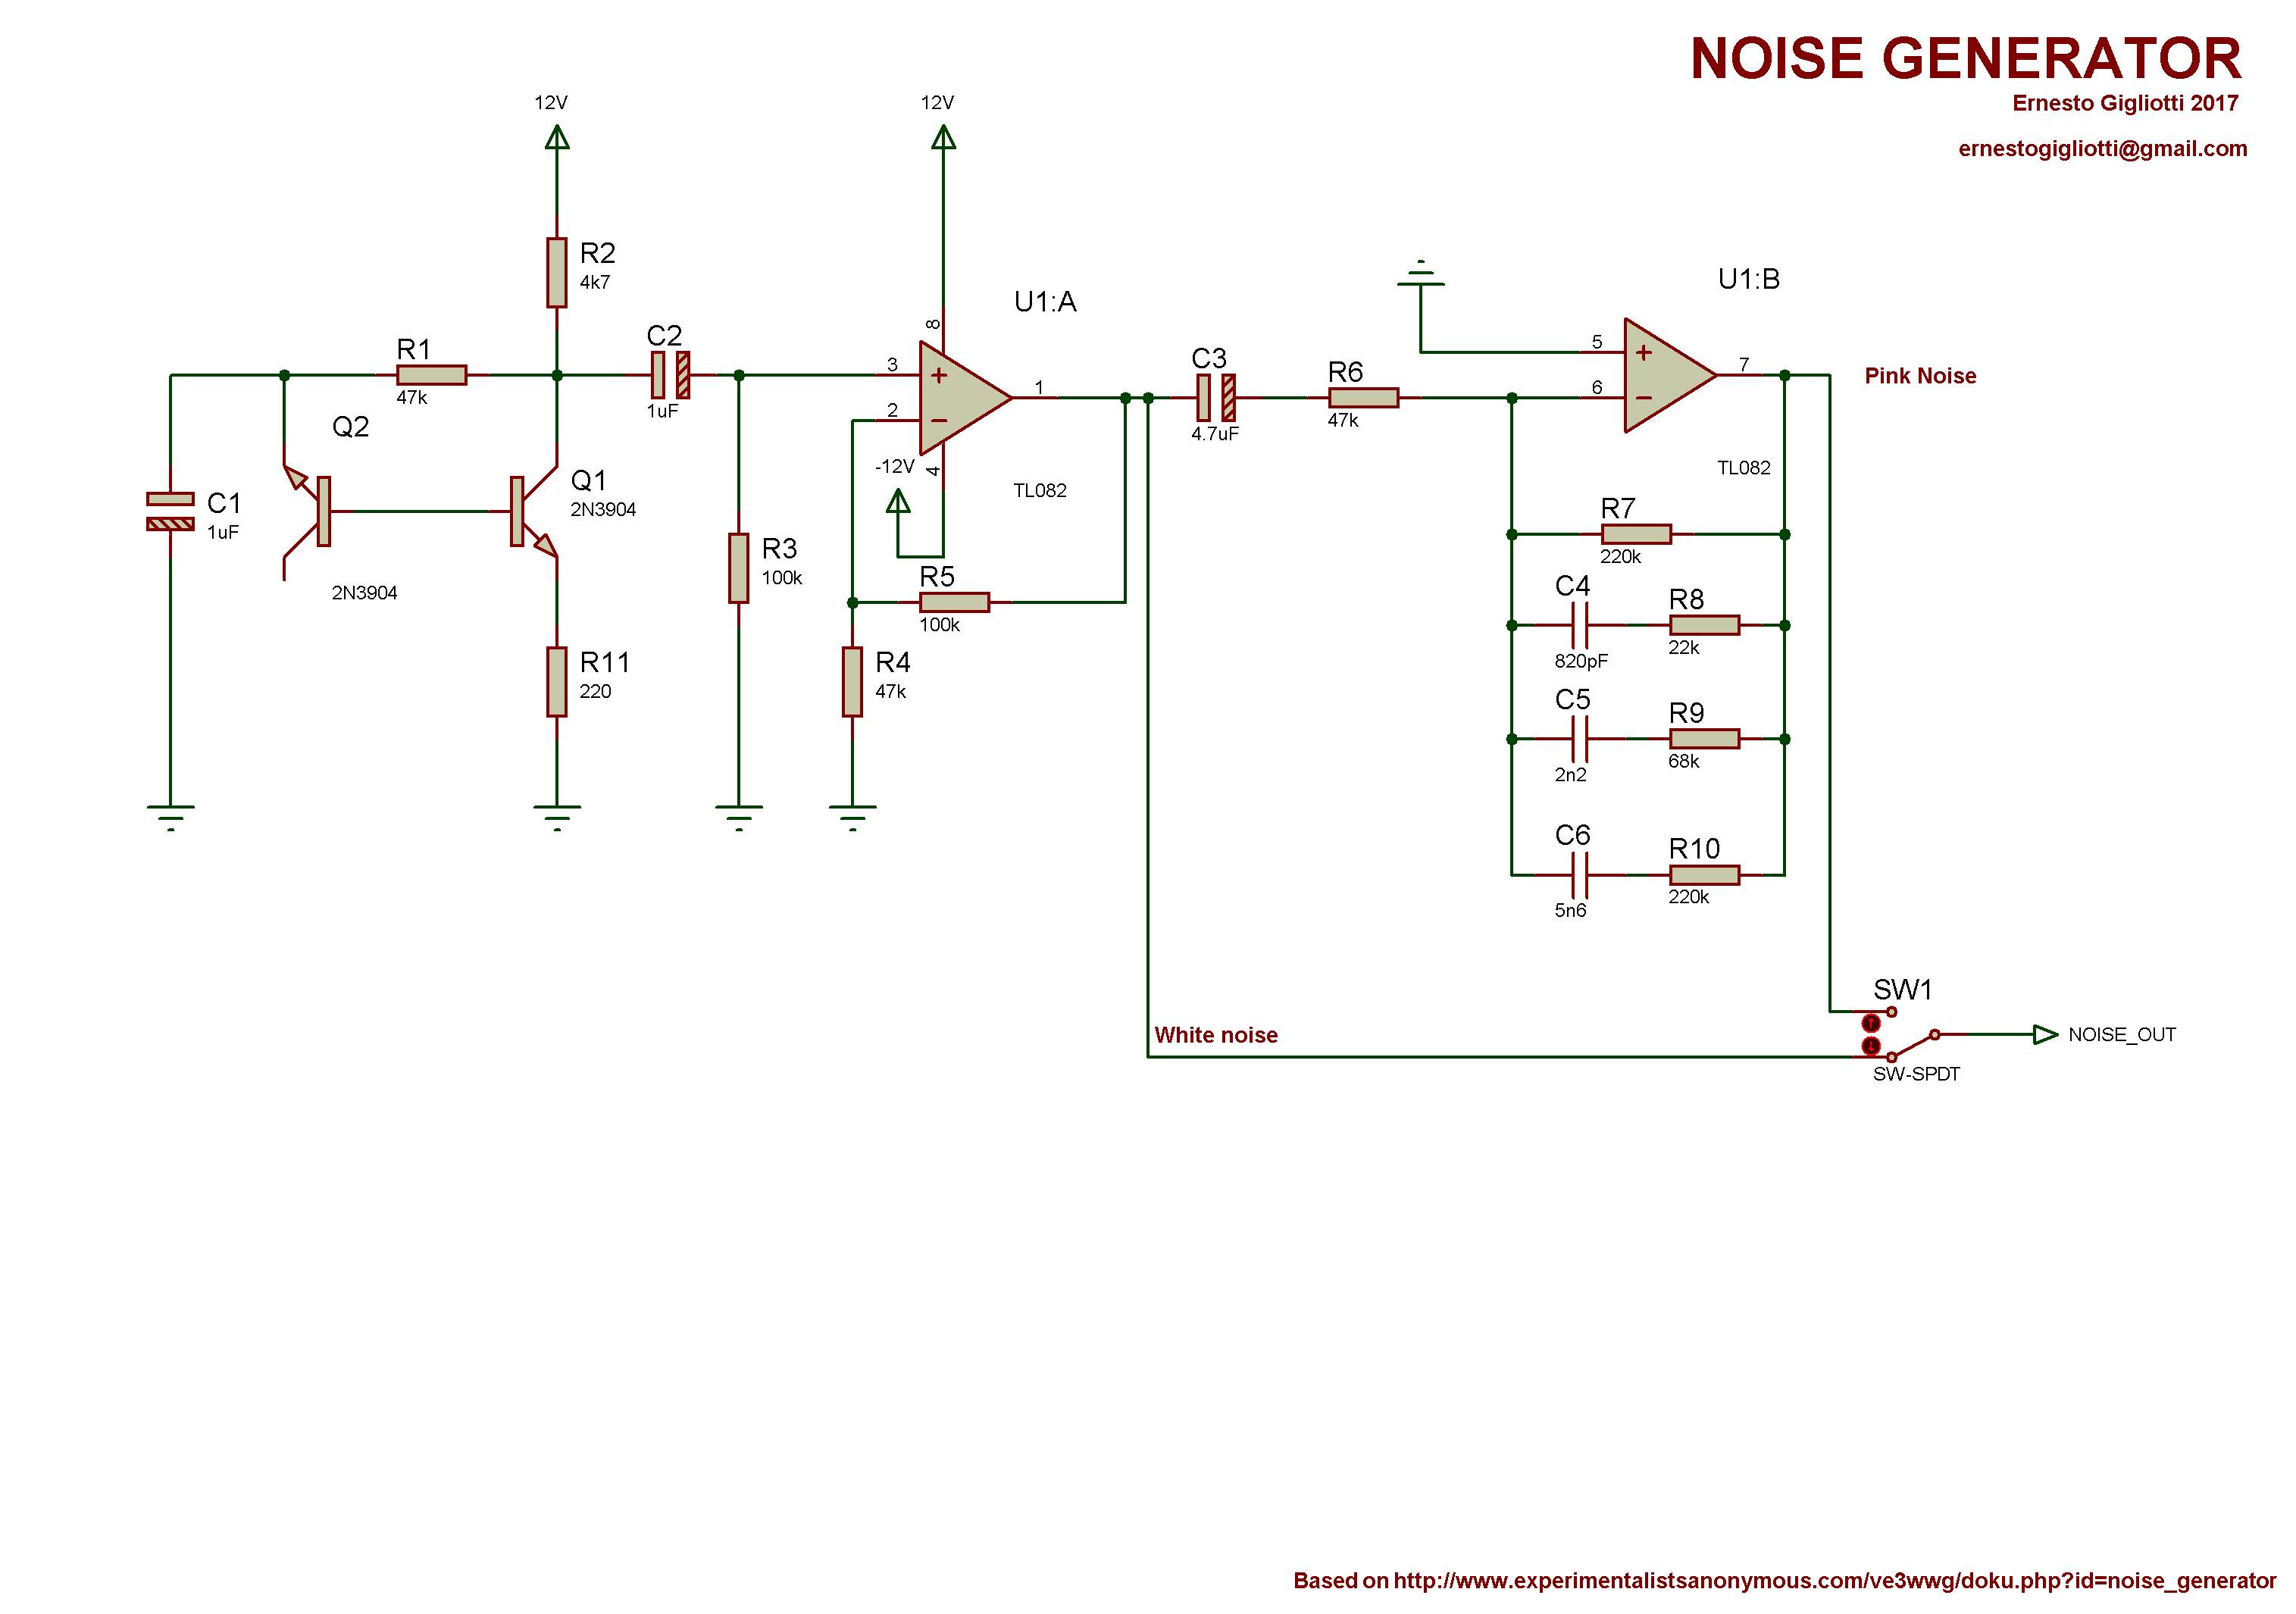 NOISE GENERATOR
Ernesto Gigliotti 2017
ernestogigliotti@gmail.com
12V
12V
R2
4k7
U1:A
U1:B
R1
47k
C2
1uF
8
3
2
1
4
-12V
TL082
C3
4.7uF
R6
47k
5
6
7
TL082
Pink Noise
Q2
2N3904
Q1
2N3904
C1
1uF
R3
100k
R5
100k
R4
47k
R11
220
R7
220k
C4
820pF
R8
22k
C5
2n2
R9
68k
C6
5n6
R10
220k
White noise
SW1
SW-SPDT
NOISE_OUT
Based on http://www.experimentalistsanonymous.com/ve3wwg/doku.php?id=noise_generator